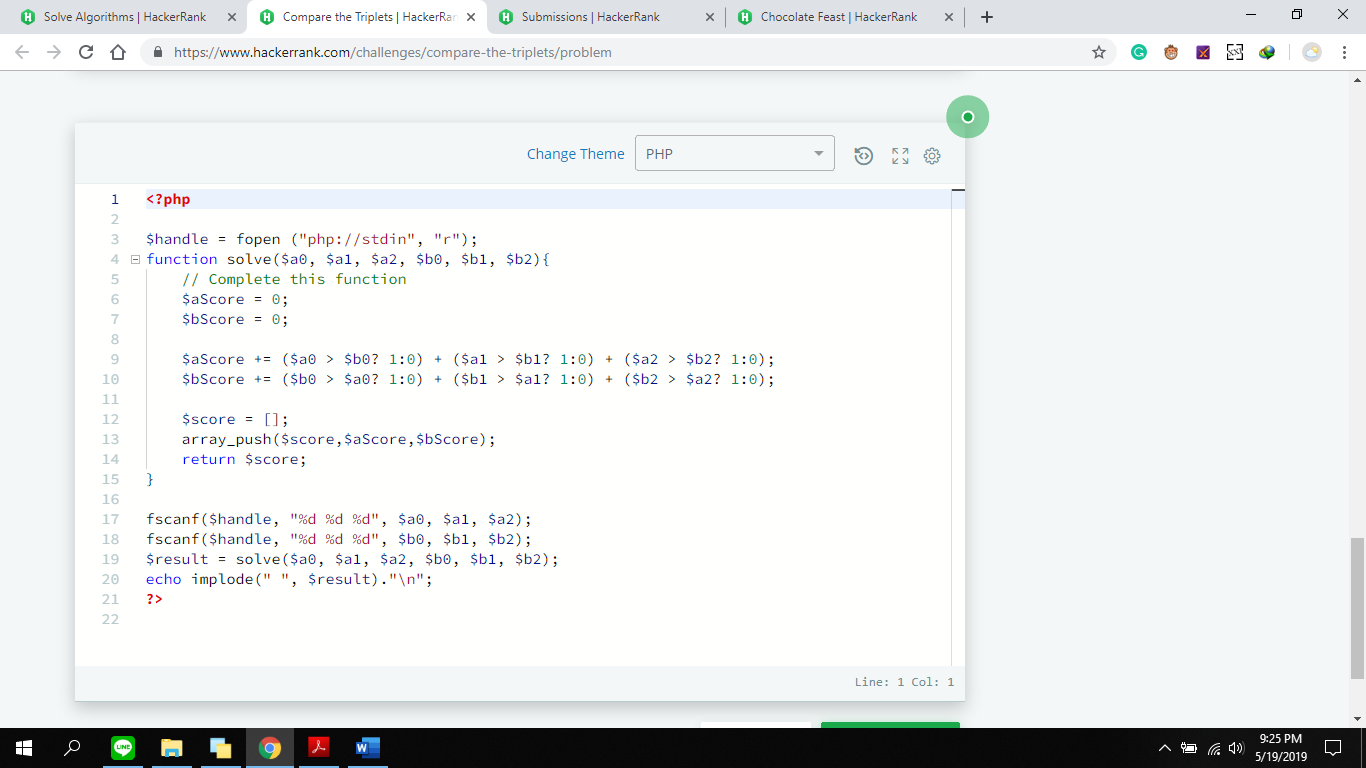 Solve Algorithms | HackerRank
Compare the Triplets | HackerRan
Submissions | HackerRank
Chocolate Feast | HackerRank
https://www.hackerrank.com/challenges/compare-the-triplets/problem
Change Theme
PHP
1 <?php
2
3 $handle = fopen ("php://stdin", "r");
4 function solve($a0, $a1, $a2, $b0, $b1, $b2){
5 // Complete this function
6 $aScore = 0;
7 $bScore = 0;
8
9 $aScore += ($a0 > $b0? 1:0) + ($a1 > $b1? 1:0) + ($a2 > $b2? 1:0);
10 $bScore += ($b0 > $a0? 1:0) + ($b1 > $a1? 1:0) + ($b2 > $a2? 1:0);
11
12 $score = [];
13 array_push($score,$aScore,$bScore);
14 return $score;
15 }
16
17 fscanf($handle, "%d %d %d", $a0, $a1, $a2);
18 fscanf($handle, "%d %d %d", $b0, $b1, $b2);
19 $result = solve($a0, $a1, $a2, $b0, $b1, $b2);
20 echo implode(" ", $result)."\n";
21 ?>
22
Line: 1 Col: 1
LINE
9:25 PM
5/19/2019